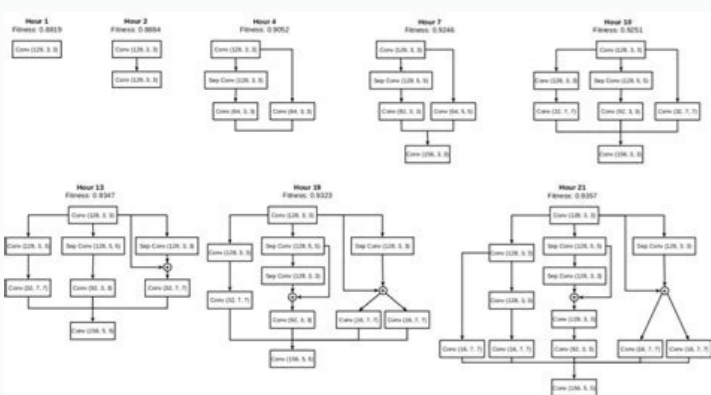 Hour 1
Fitness: 0.8819
Conv (128, 3, 3)
Hour 2
Fitness: 0.8684
Conv (128, 3, 3)
Conv (128, 3, 3)
Hour 4
Fitness: 0.9052
Conv (128, 3, 3)
Sep Conv (128, 3, 3)
Conv (64, 3, 3) Conv (64, 3, 3)
Hour 7
Fitness: 0.9246
Conv (128, 3, 3)
Sep Conv (128, 5, 5)
Conv (92, 3, 3) Conv (64, 5, 5)
Conv (156, 3, 3)
Hour 10
Fitness: 0.9251
Conv (128, 3, 3)
Conv (128, 3, 3) Sep Conv (128, 5, 5)
Conv (32, 7, 7) Conv (92, 3, 3) Conv (32, 7, 7)
Conv (156, 3, 3)
Hour 13
Fitness: 0.9347
Conv (128, 3, 3)
Conv (128, 3, 3) Sep Conv (128, 5, 5) Sep Conv (128, 3, 3)
Conv (32, 7, 7) Conv (92, 3, 3) Conv (32, 7, 7)
Conv (156, 5, 5)
Hour 19
Fitness: 0.9323
Conv (128, 3, 3)
Conv (128, 3, 3) Sep Conv (128, 5, 5) Sep Conv (128, 3, 3)
Sep Conv (128, 3, 3)
Conv (32, 7, 7) Conv (92, 3, 3) Conv (16, 7, 7) Conv (16, 7, 7)
Conv (156, 5, 5)
Hour 21
Fitness: 0.9357
Conv (128, 3, 3)
Conv (128, 3, 3) Sep Conv (128, 5, 5) Sep Conv (128, 3, 3)
Sep Conv (128, 3, 3)
Conv (128, 3, 3) Conv (128, 3, 3)
Conv (16, 7, 7) Conv (16, 7, 7) Conv (92, 3, 3) Conv (16, 7, 7) Conv (16, 7, 7)
Conv (156, 5, 5)